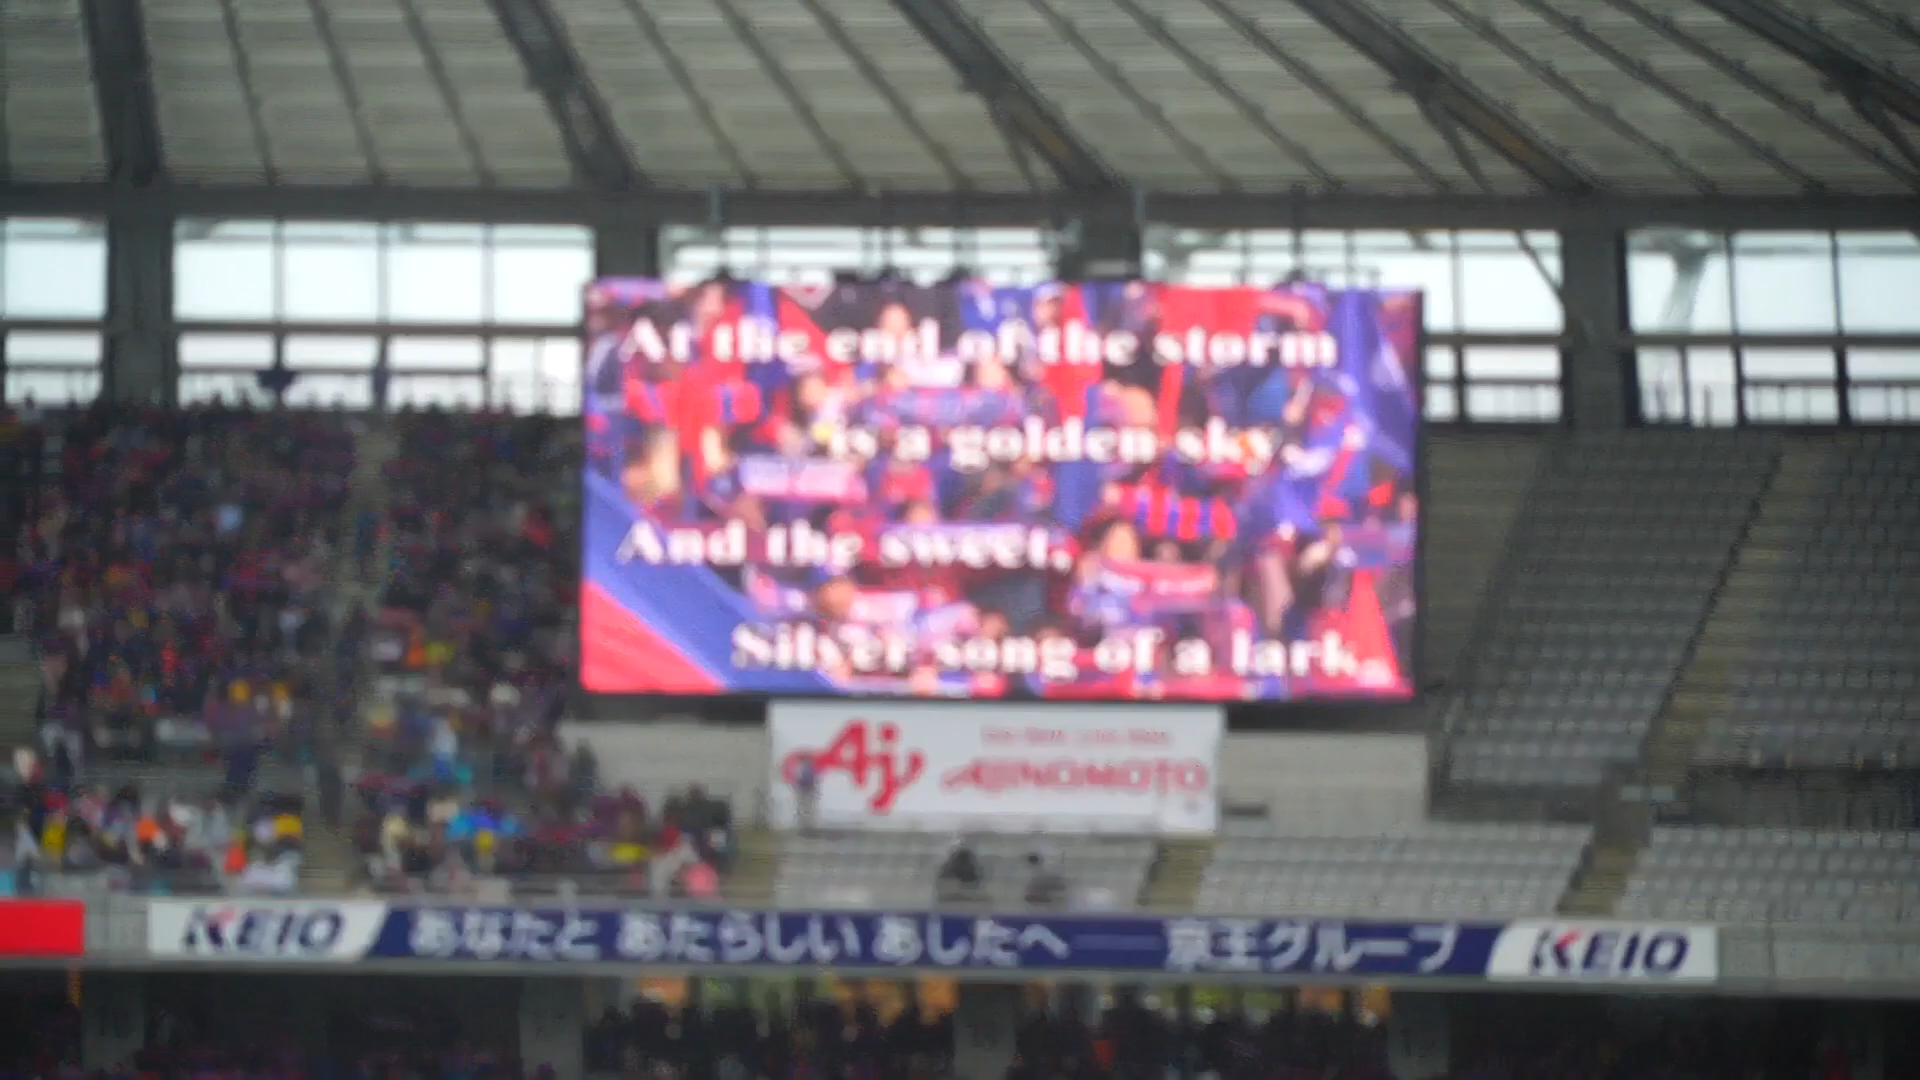 At the end of the storm
is a golden sky.
And the sweet,
Silver song of a lark.
Aj AJINOMOTO
KEIO あなたと あたらしい あしたへ ── 京王グループ KEIO